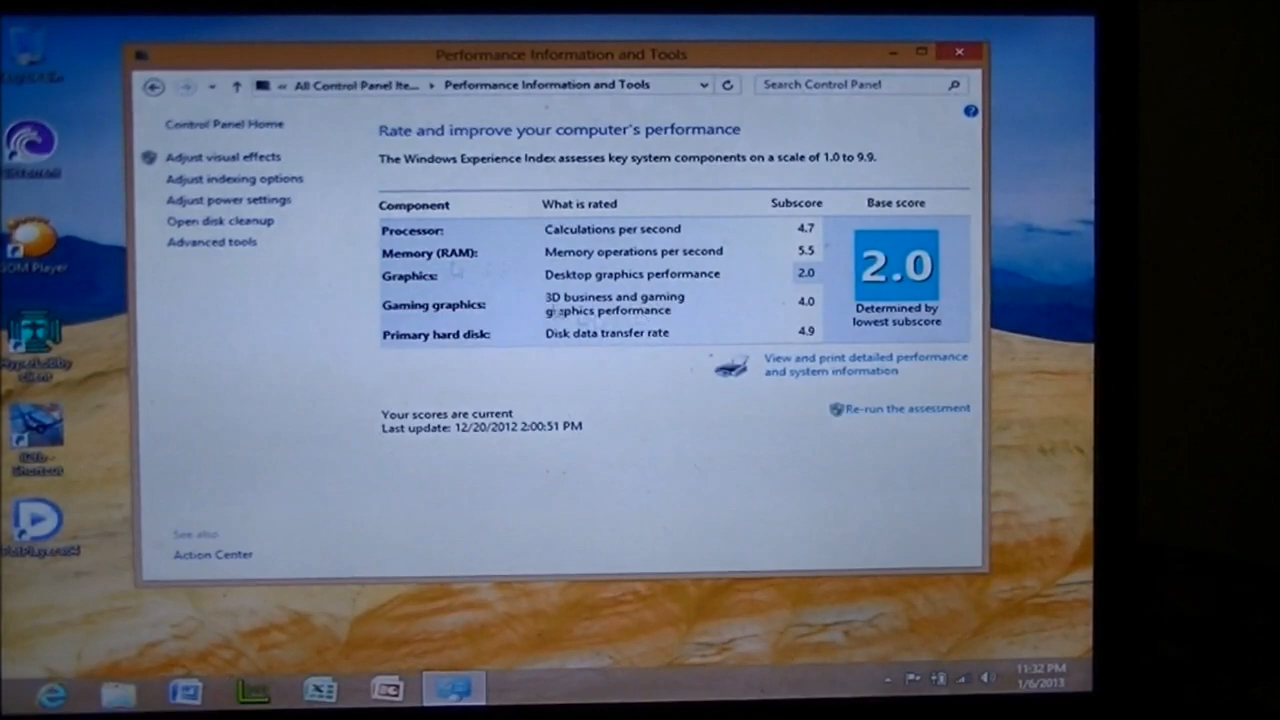 Performance Information and Tools
« All Control Panel Ite... ▸ Performance Information and Tools
Search Control Panel
Control Panel Home
Adjust visual effects
Adjust indexing options
Adjust power settings
Open disk cleanup
Advanced tools
Rate and improve your computer's performance
The Windows Experience Index assesses key system components on a scale of 1.0 to 9.9.
Component What is rated Subscore Base score
Processor: Calculations per second 4.7
Memory (RAM): Memory operations per second 5.5
Graphics: Desktop graphics performance 2.0
Gaming graphics: 3D business and gaming
graphics performance 4.0
Primary hard disk: Disk data transfer rate 4.9
2.0
Determined by
lowest subscore
View and print detailed performance
and system information
Your scores are current
Last update: 12/20/2012 2:00:51 PM
Re-run the assessment
See also
Action Center
GOM Player
HyperLobby
client
Shortcut
11:32 PM
1/6/2013